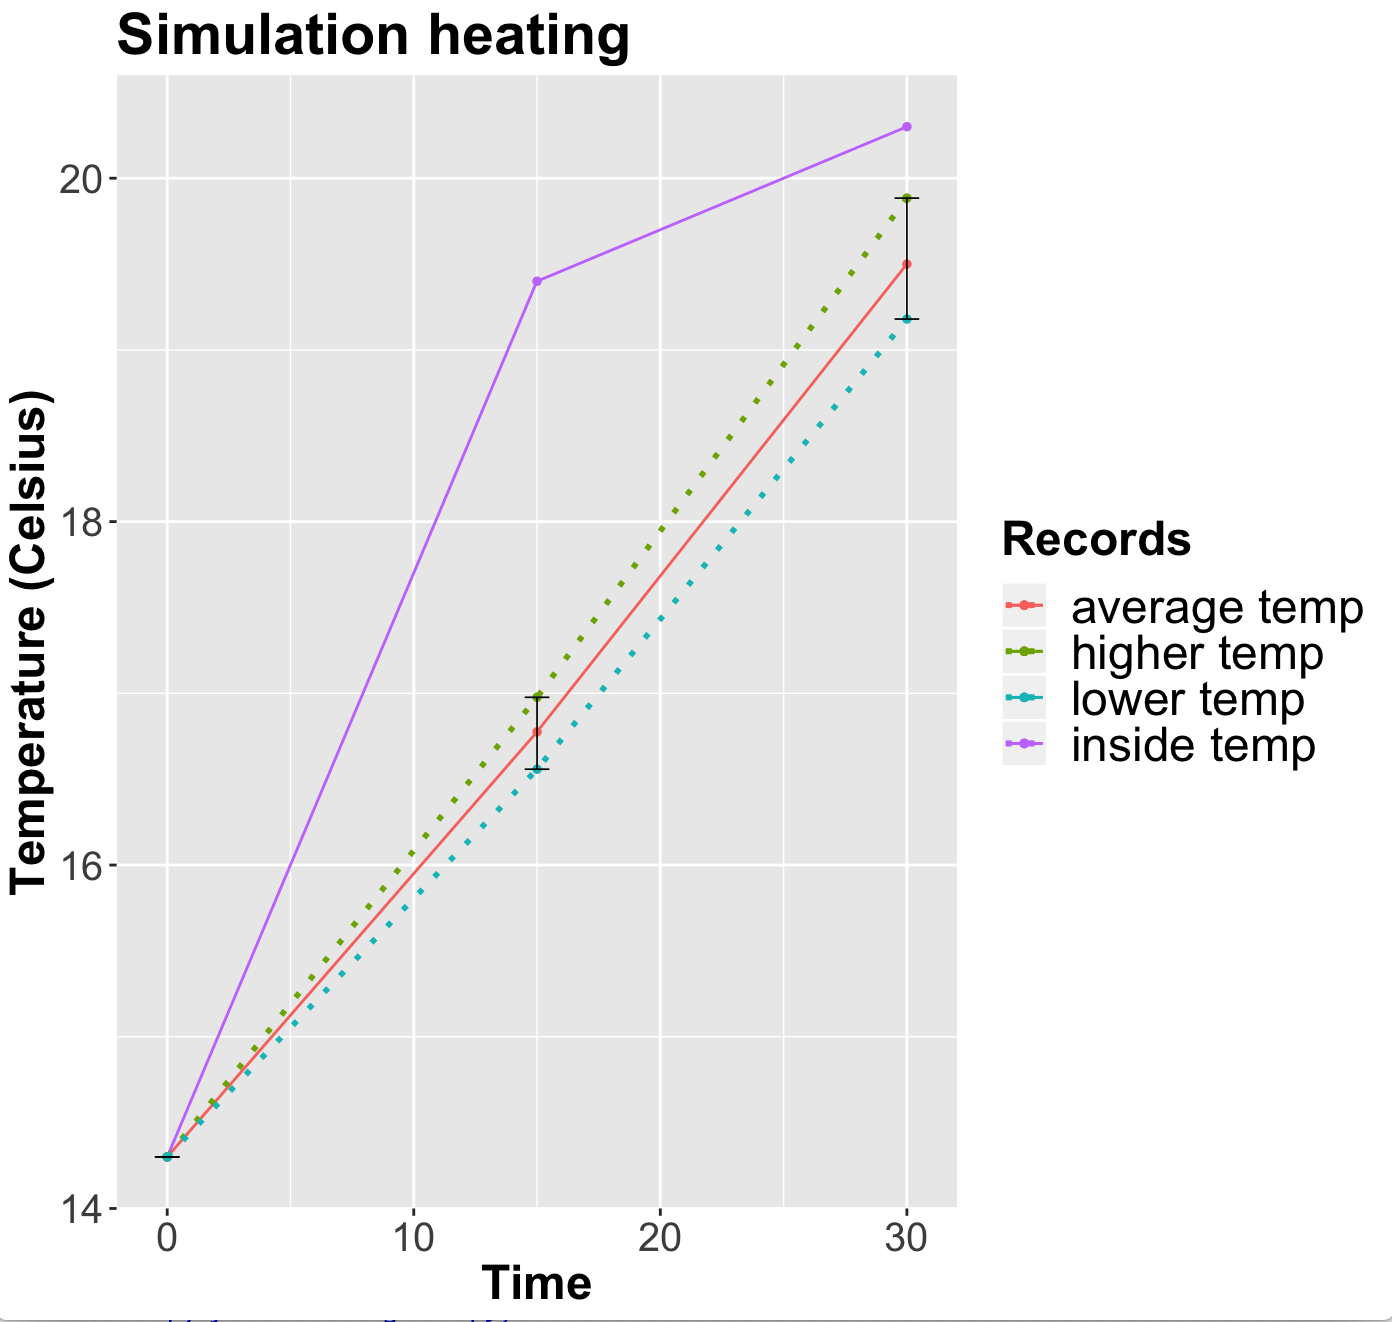 Simulation heating
Temperature (Celsius)
20
18
16
14
0 10 20 30
Time
Records
average temp
higher temp
lower temp
inside temp